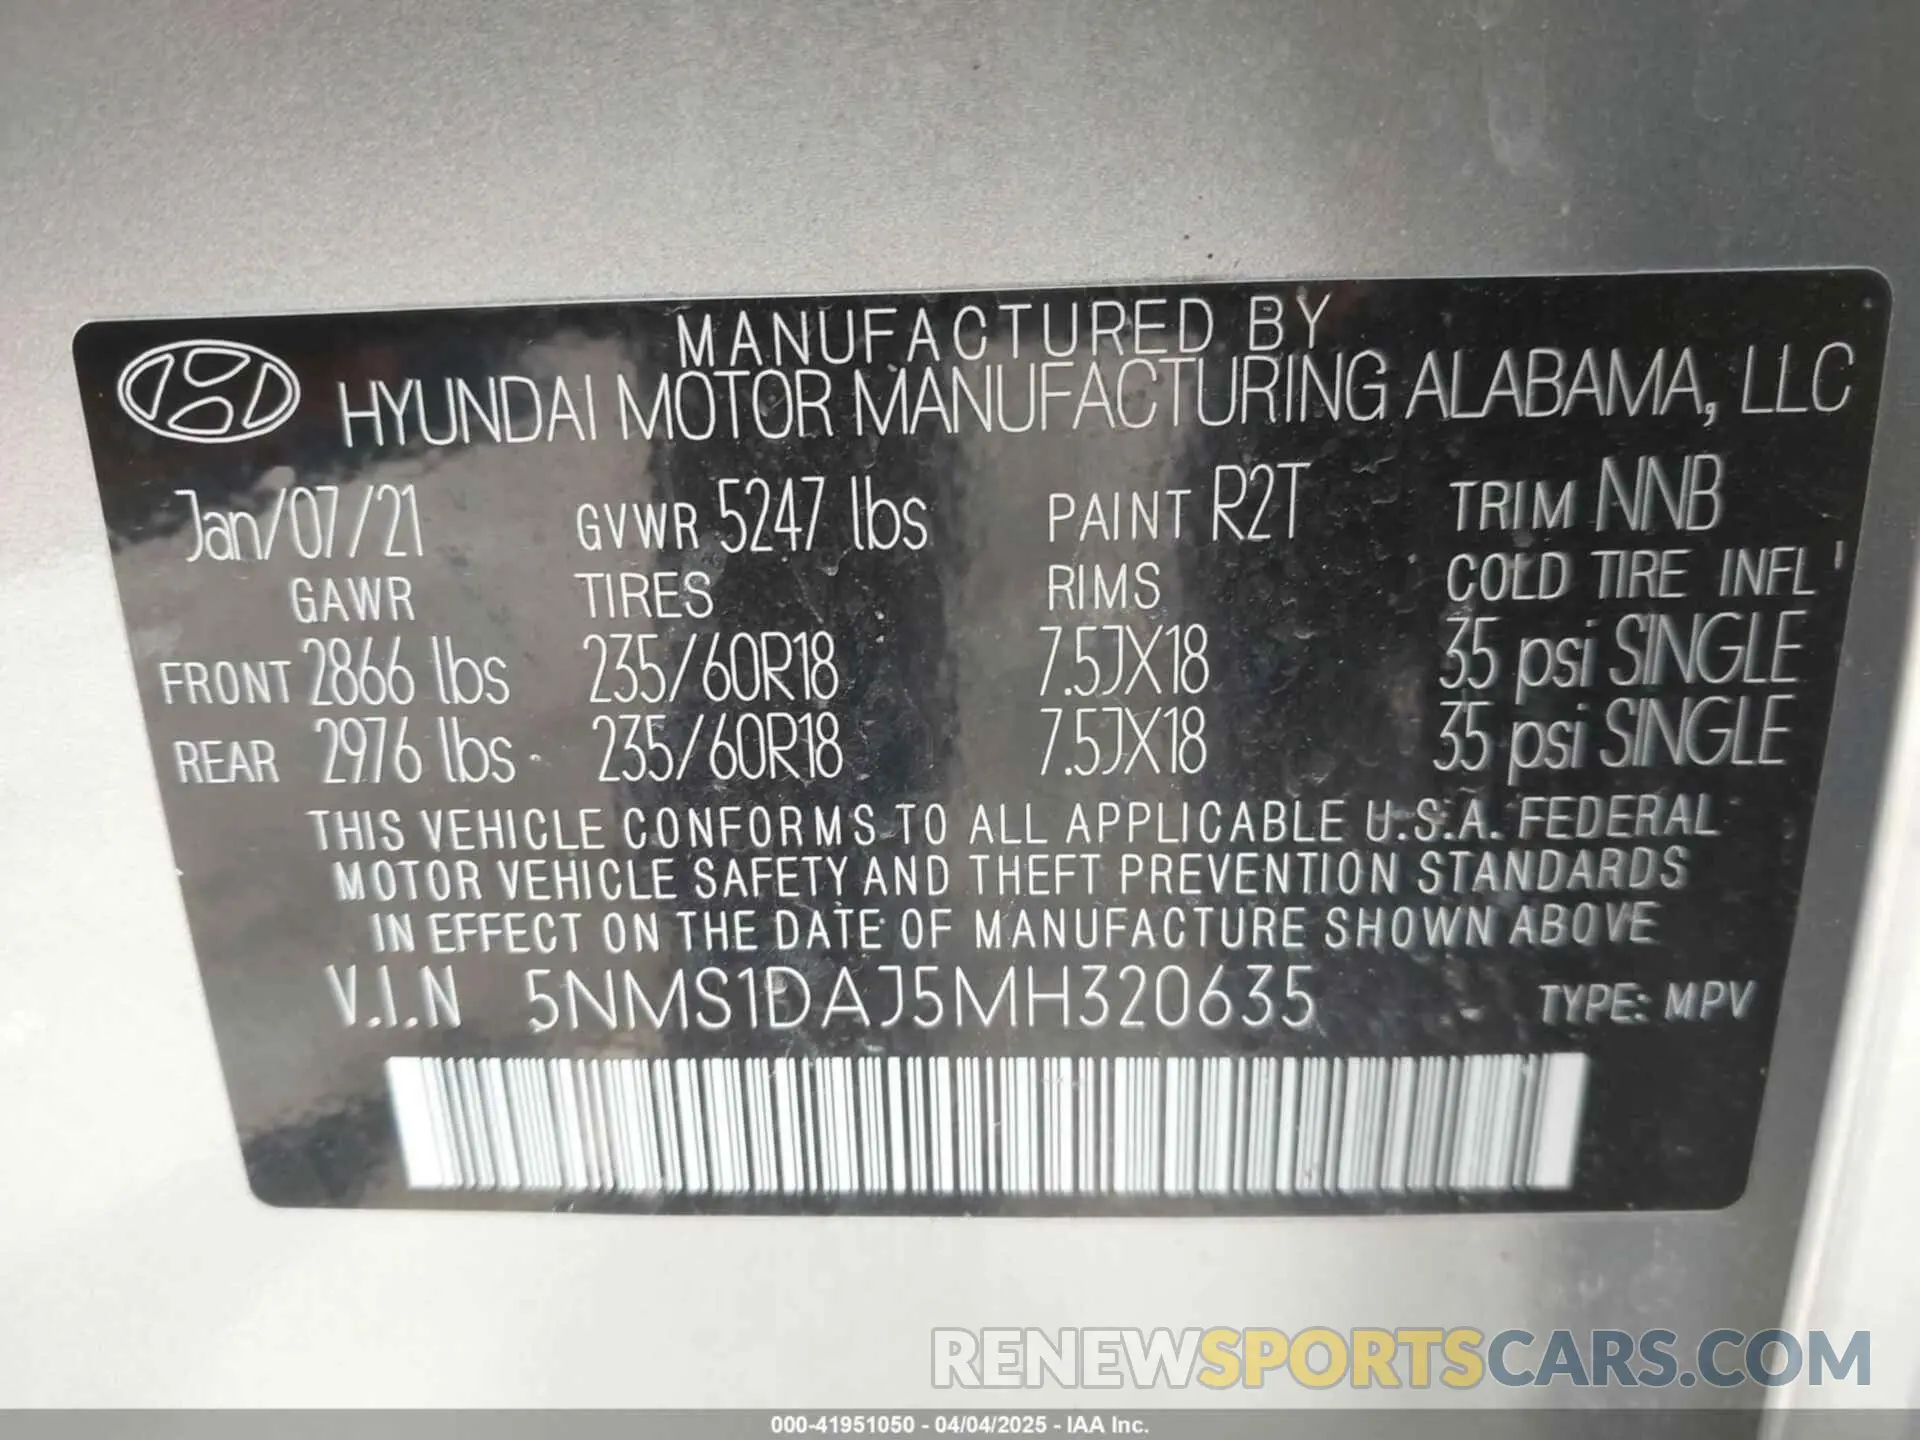 MANUFACTURED BY
HYUNDAI MOTOR MANUFACTURING ALABAMA, LLC
Jan/07/21 GVWR 5247 lbs PAINT R2T TRIM NNB
GAWR TIRES RIMS COLD TIRE INFL'
FRONT 2866 lbs 235/60R18 7.5JX18 35 psi SINGLE
REAR 2976 lbs 235/60R18 7.5JX18 35 psi SINGLE
THIS VEHICLE CONFORMS TO ALL APPLICABLE U.S.A. FEDERAL
MOTOR VEHICLE SAFETY AND THEFT PREVENTION STANDARDS
IN EFFECT ON THE DATE OF MANUFACTURE SHOWN ABOVE
V.I.N 5NMS1DAJ5MH320635 TYPE: MPV
RENEWSPORTSCARS.COM
000-41951050 - 04/04/2025 - IAA Inc.